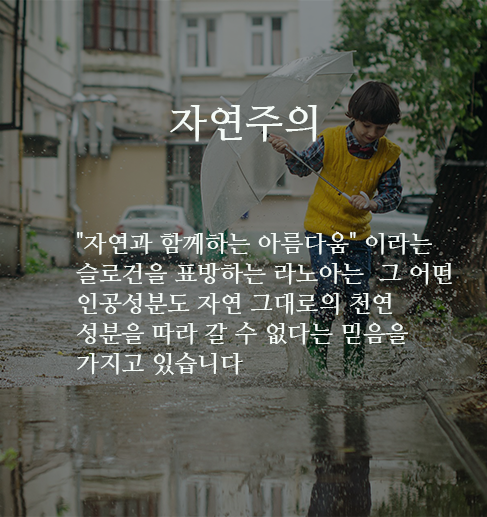 자연주의
"자연과 함께하는 아름다움" 이라는
슬로건을 표방하는 라노아는  그 어떤
인공성분도 자연 그대로의 천연
성분을 따라 갈 수 없다는 믿음을
가지고 있습니다